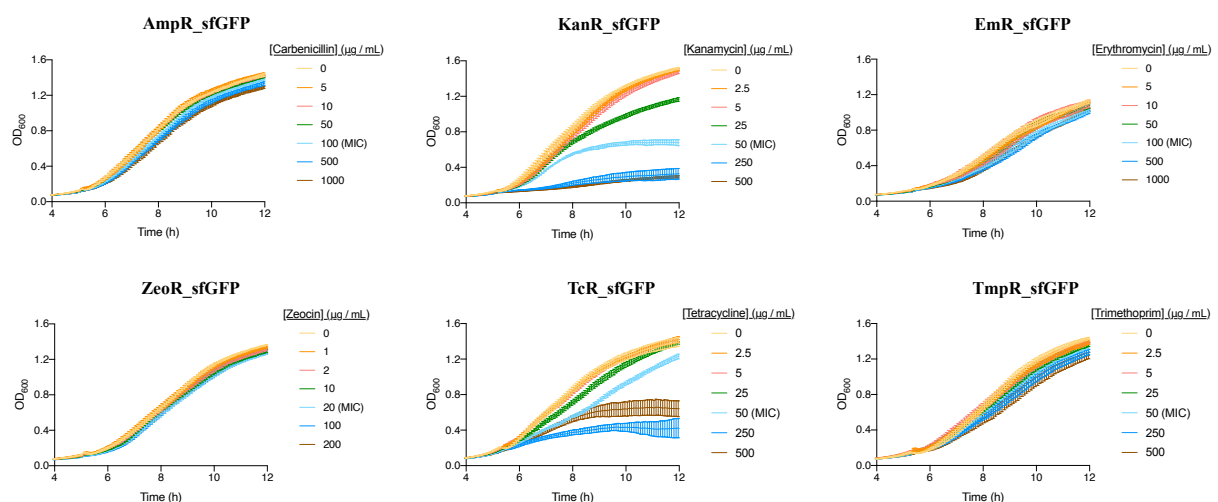 AmpR_sfGFP
[Carbenicillin] (μg / mL)
0
5
10
50
100 (MIC)
500
1000
OD600
1.6
1.2
0.8
0.4
0.0
4 6 8 10 12
Time (h)
KanR_sfGFP
[Kanamycin] (μg / mL)
0
2.5
5
25
50 (MIC)
250
500
OD600
1.6
1.2
0.8
0.4
0.0
4 6 8 10 12
Time (h)
EmR_sfGFP
[Erythromycin] (μg / mL)
0
5
10
50
100 (MIC)
500
1000
OD600
1.6
1.2
0.8
0.4
0.0
4 6 8 10 12
Time (h)
ZeoR_sfGFP
[Zeocin] (μg / mL)
0
1
2
10
20 (MIC)
100
200
OD600
1.6
1.2
0.8
0.4
0.0
4 6 8 10 12
Time (h)
TcR_sfGFP
[Tetracycline] (μg / mL)
0
2.5
5
25
50 (MIC)
250
500
OD600
1.6
1.2
0.8
0.4
0.0
4 6 8 10 12
Time (h)
TmpR_sfGFP
[Trimethoprim] (μg / mL)
0
2.5
5
25
50 (MIC)
250
500
OD600
1.6
1.2
0.8
0.4
0.0
4 6 8 10 12
Time (h)